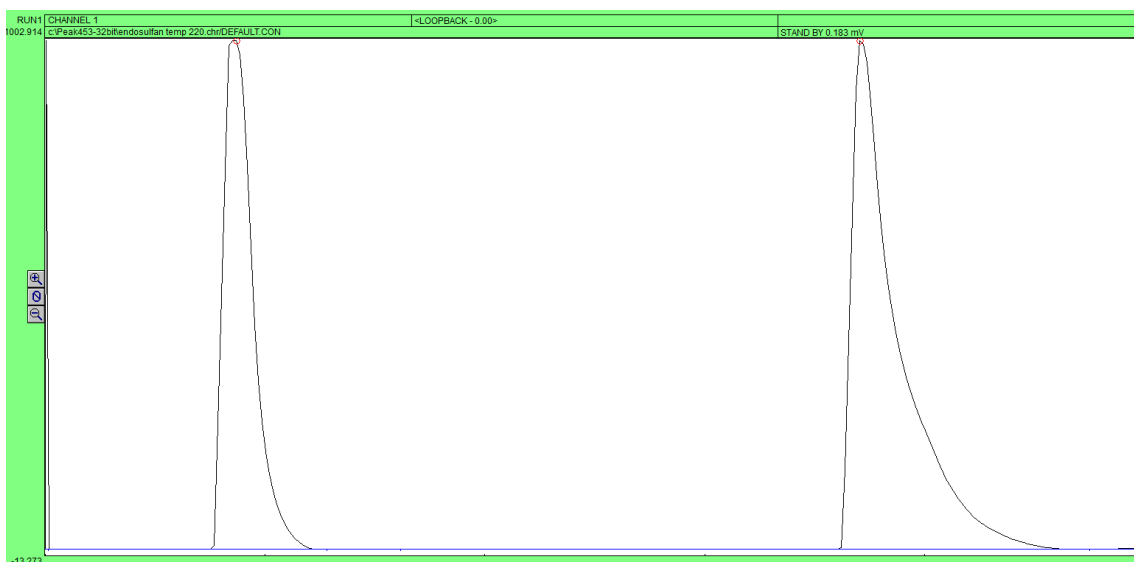 RUN1 CHANNEL 1 <LOOPBACK - 0.00>
1002.914 c:\Peak453-32bit\endosulfan temp 220.chr/DEFAULT.CON STAND BY 0.183 mV
-13.273